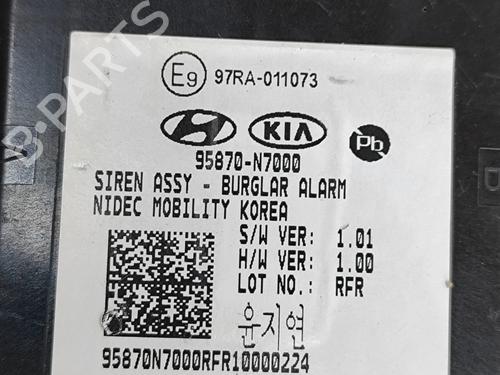 E9 97RA-011073
KIA Pb
95870-N7000
SIREN ASSY - BURGLAR ALARM
NIDEC MOBILITY KOREA
S/W VER: 1.01
H/W VER: 1.00
LOT NO.: RFR
윤지연
95870N7000RFR10000224
B-PARTS